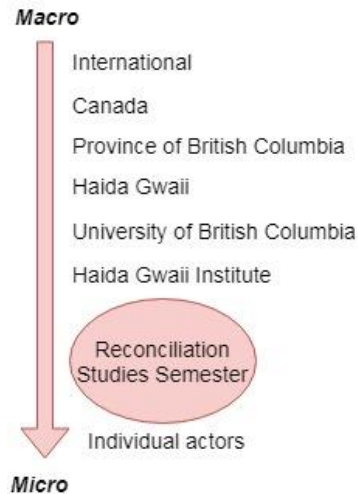 Macro
International
Canada
Province of British Columbia
Haida Gwaii
University of British Columbia
Haida Gwaii Institute
Reconciliation
Studies Semester
Individual actors
Micro